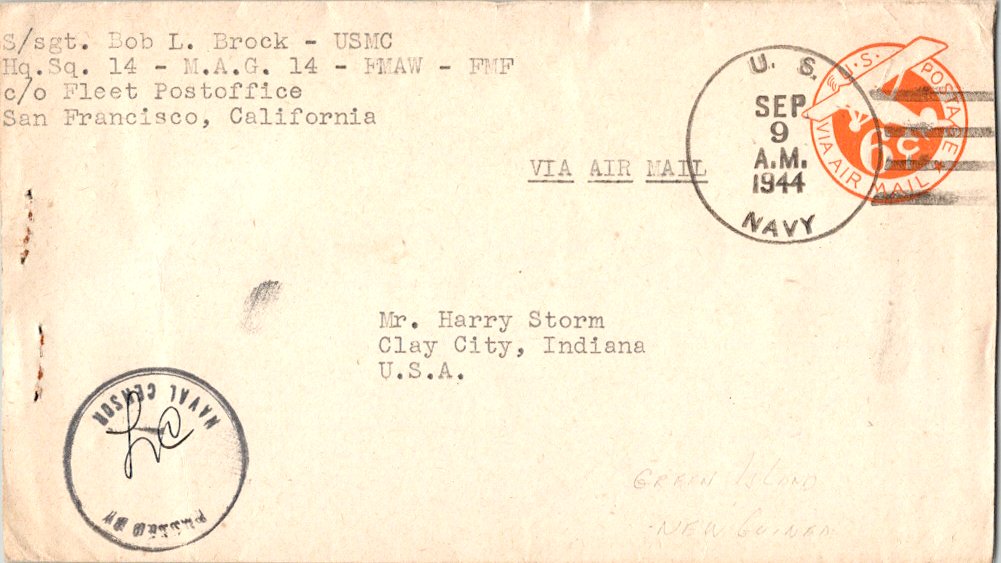 S/sgt. Bob L. Brock - USMC
Hq.Sq. 14 - M.A.G. 14 - FMAW - FMF
c/o Fleet Postoffice
San Francisco, California
VIA AIR MAIL
U. S.
SEP
9
A.M.
1944
NAVY
U.S. POSTAGE
6c
VIA AIR MAIL
Mr. Harry Storm
Clay City, Indiana
U.S.A.
PASSED BY
NAVAL CENSOR
GREEN ISLAND
NEW GUINEA